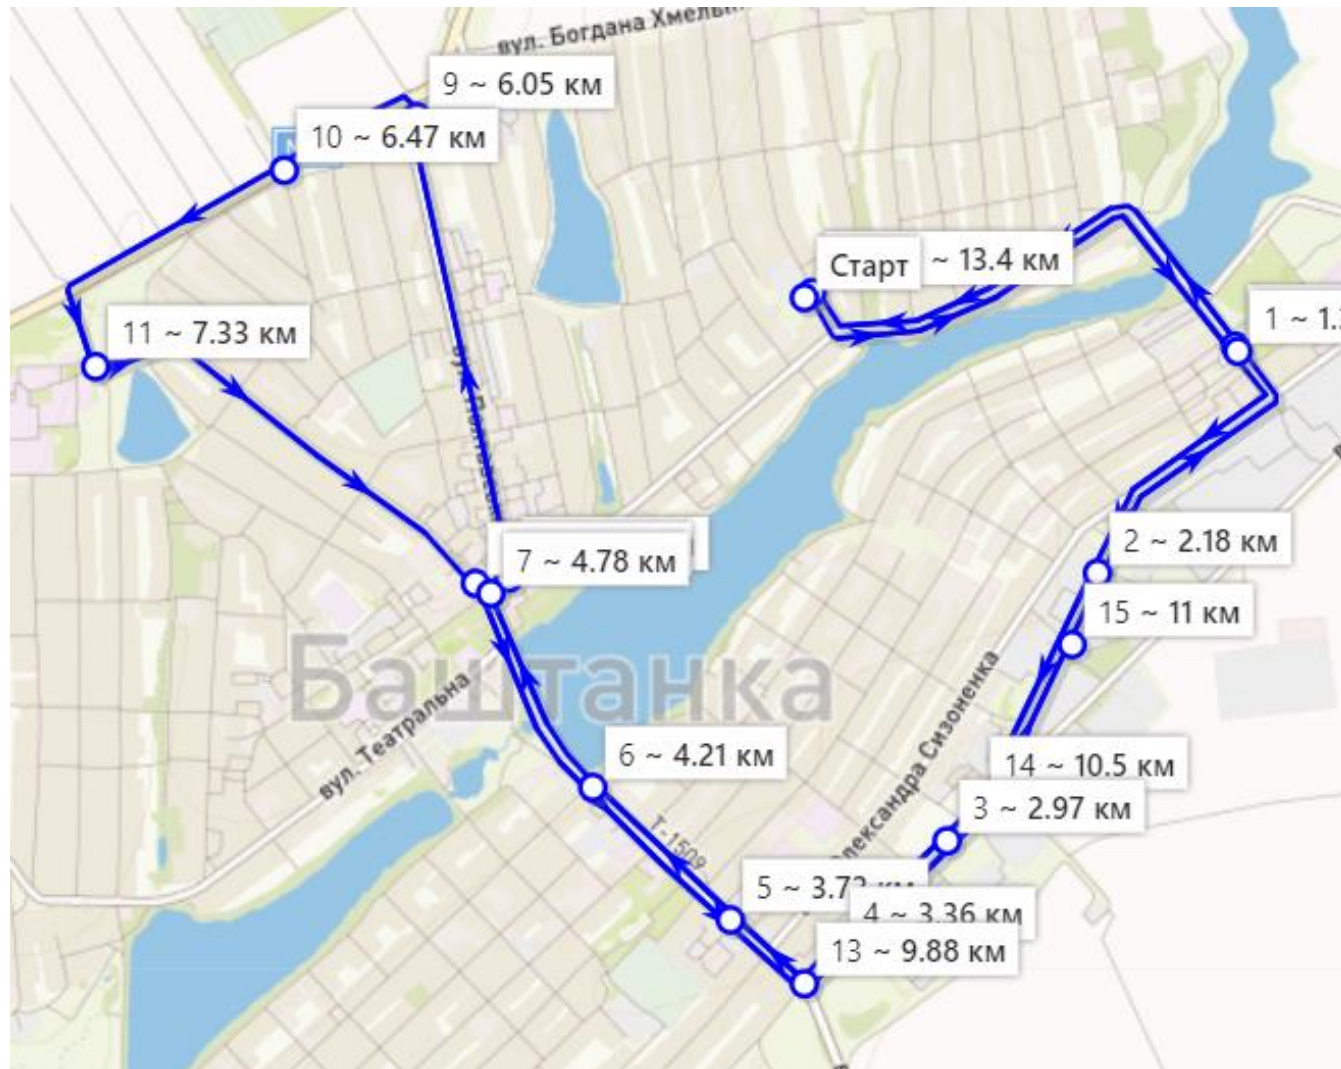 вул. Богдана
9 ~ 6.05 км
10 ~ 6.47 км
Старт
~ 13.4 км
1 ~ 1.
11 ~ 7.33 км
7 ~ 4.78 км
2 ~ 2.18 км
15 ~ 11 км
Баштанка
вул. Театральна
Олександра Сизоненка
6 ~ 4.21 км
14 ~ 10.5 км
3 ~ 2.97 км
Т-1509
5 ~ 3.72 км
4 ~ 3.36 км
13 ~ 9.88 км